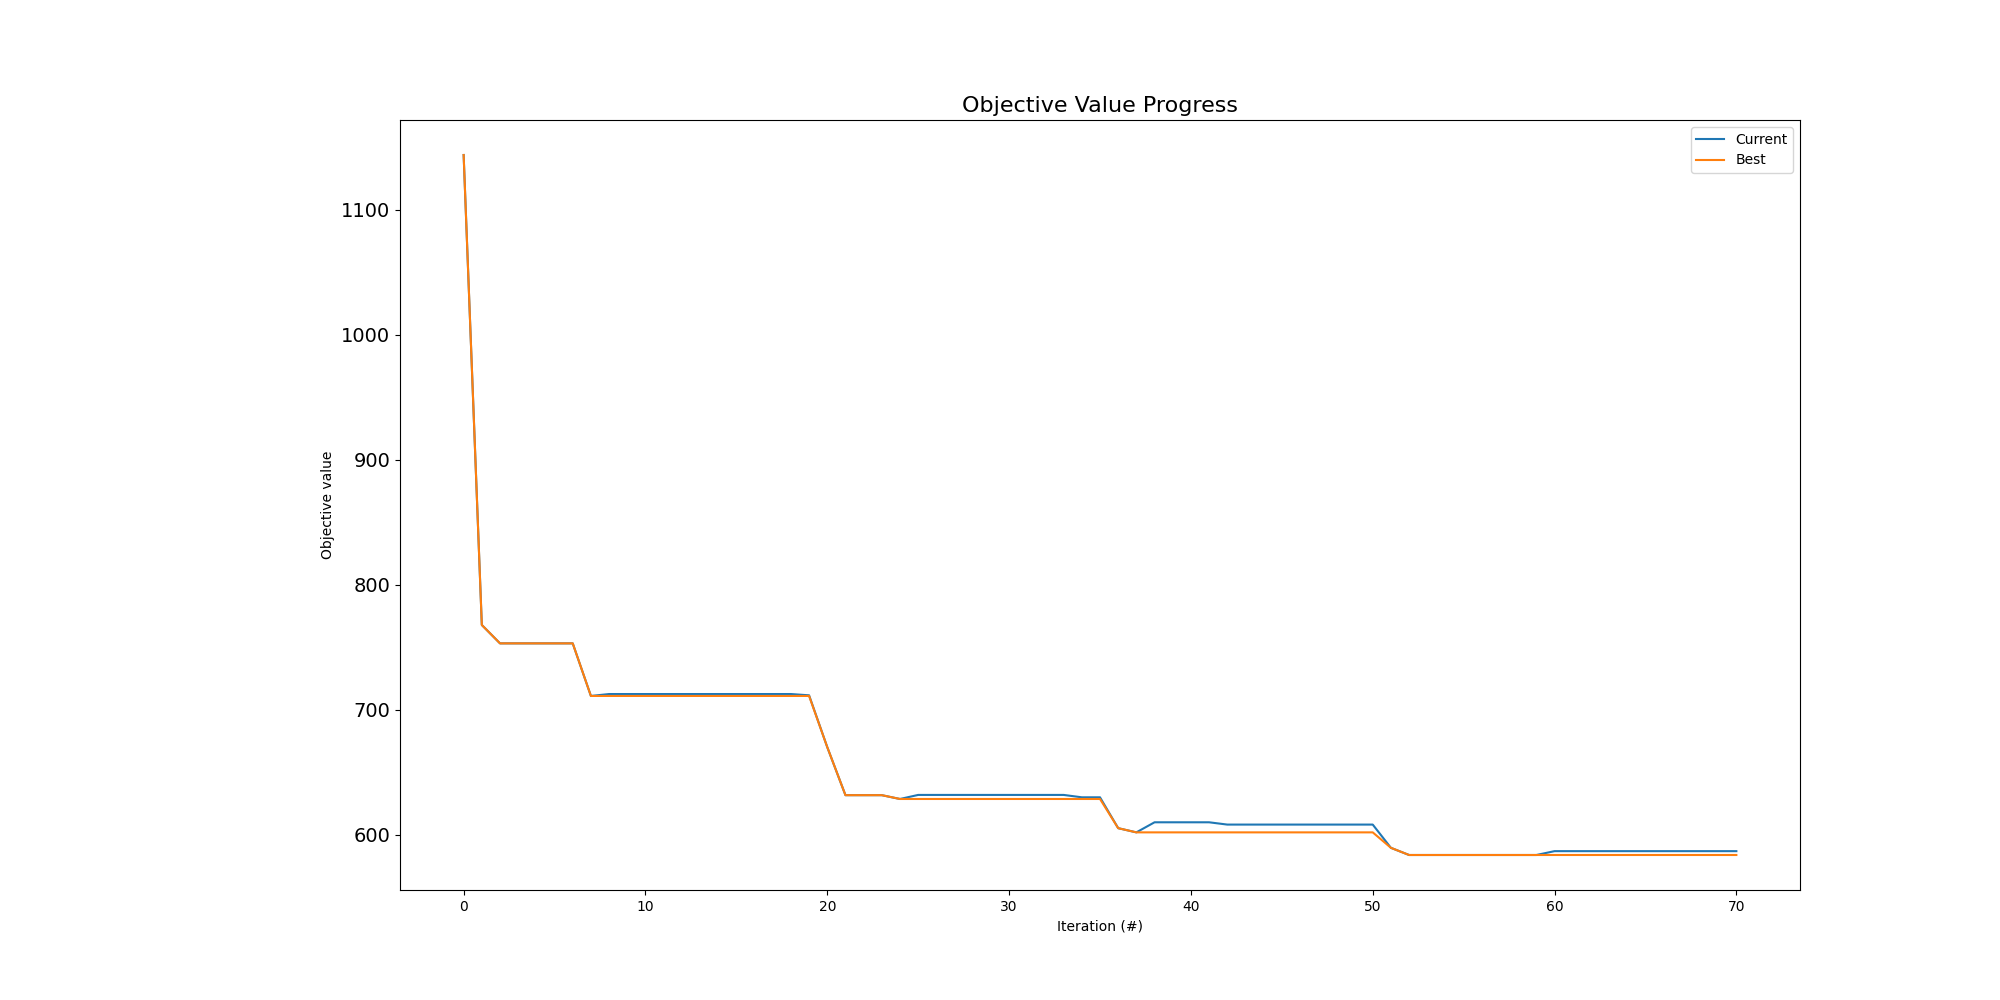 Objective Value Progress
Current
Best
1100
1000
900
800
700
600
Objective value
0 10 20 30 40 50 60 70
Iteration (#)